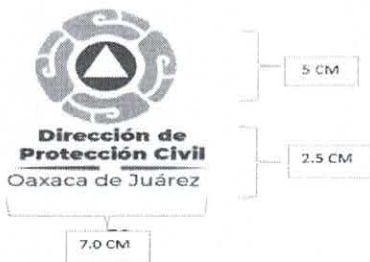 5 CM
Dirección de
Protección Civil
Oaxaca de Juárez
2.5 CM
7.0 CM